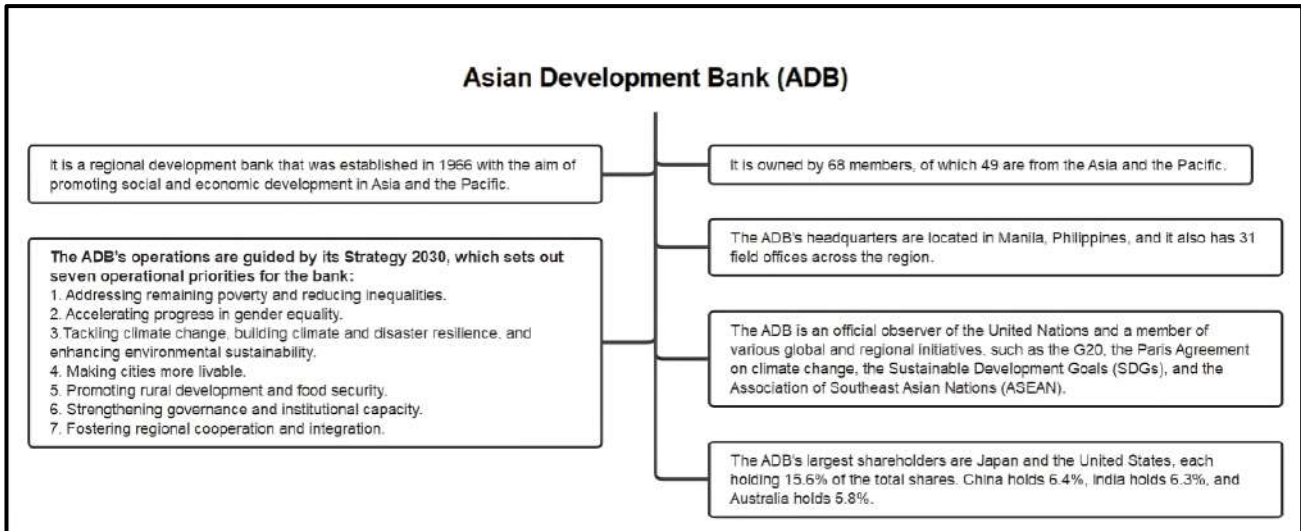 Asian Development Bank (ADB)
It is a regional development bank that was established in 1966 with the aim of
promoting social and economic development in Asia and the Pacific.
The ADB's operations are guided by its Strategy 2030, which sets out
seven operational priorities for the bank:
1. Addressing remaining poverty and reducing inequalities.
2. Accelerating progress in gender equality.
3.Tackling climate change, building climate and disaster resilience, and
enhancing environmental sustainability.
4. Making cities more livable.
5. Promoting rural development and food security.
6. Strengthening governance and institutional capacity.
7. Fostering regional cooperation and integration.
It is owned by 68 members, of which 49 are from the Asia and the Pacific.
The ADB's headquarters are located in Manila, Philippines, and it also has 31
field offices across the region.
The ADB is an official observer of the United Nations and a member of
various global and regional initiatives, such as the G20, the Paris Agreement
on climate change, the Sustainable Development Goals (SDGs), and the
Association of Southeast Asian Nations (ASEAN).
The ADB's largest shareholders are Japan and the United States, each
holding 15.6% of the total shares. China holds 6.4%, India holds 6.3%, and
Australia holds 5.8%.